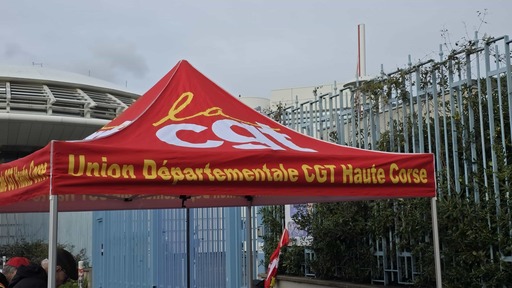 la
cgt
Union Départementale CGT Haute Corse